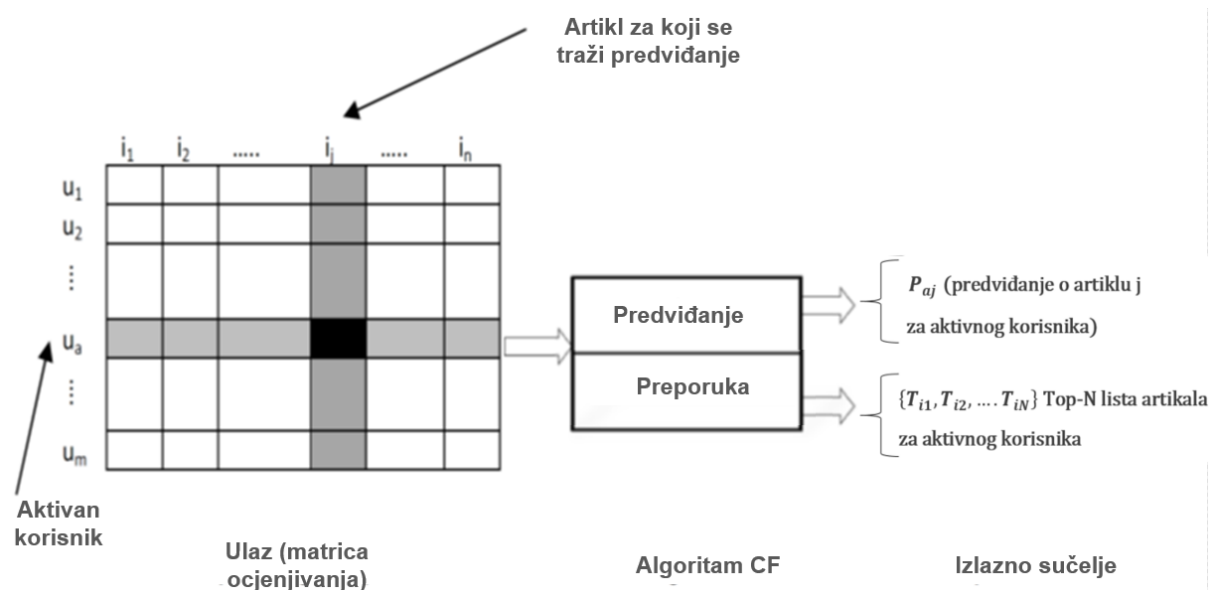 Artikl za koji se
traži predviđanje
i₁ i₂ ..... iⱼ ..... iₙ
u₁
u₂
⋮
uₐ
⋮
uₘ
Aktivan
korisnik
Ulaz (matrica
ocjenjivanja)
Predviđanje
Preporuka
Algoritam CF
Pₐⱼ (predviđanje o artiklu j
za aktivnog korisnika)
{Tᵢ₁, Tᵢ₂, .... TᵢN} Top-N lista artikala
za aktivnog korisnika
Izlazno sučelje